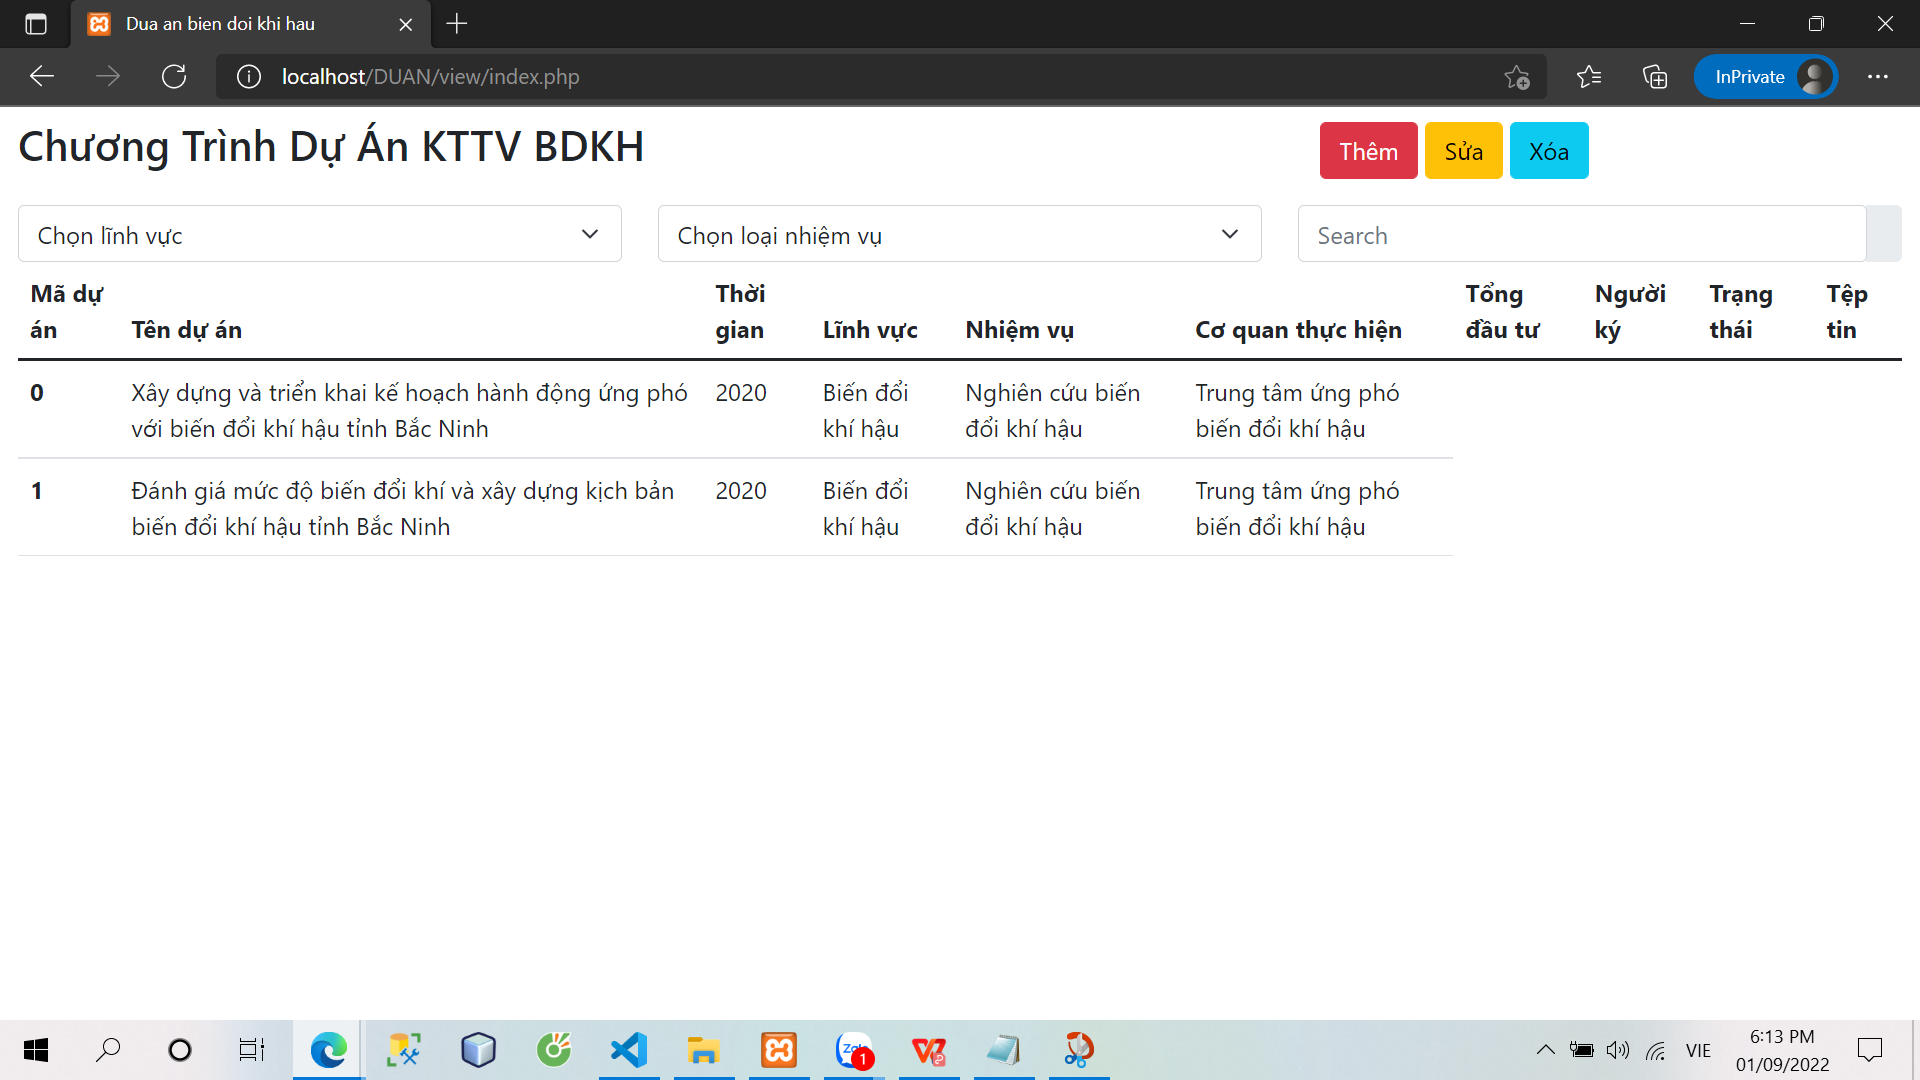 Dua an bien doi khi hau
localhost/DUAN/view/index.php
InPrivate
Chương Trình Dự Án KTTV BDKH
Thêm
Sửa
Xóa
Chọn lĩnh vực
Chọn loại nhiệm vụ
Search
Mã dự
án
Tên dự án
Thời
gian
Lĩnh vực
Nhiệm vụ
Cơ quan thực hiện
Tổng
đầu tư
Người
ký
Trạng
thái
Tệp
tin
0
Xây dựng và triển khai kế hoạch hành động ứng phó
với biến đổi khí hậu tỉnh Bắc Ninh
2020
Biến đổi
khí hậu
Nghiên cứu biến
đổi khí hậu
Trung tâm ứng phó
biến đổi khí hậu
1
Đánh giá mức độ biến đổi khí và xây dựng kịch bản
biến đổi khí hậu tỉnh Bắc Ninh
2020
Biến đổi
khí hậu
Nghiên cứu biến
đổi khí hậu
Trung tâm ứng phó
biến đổi khí hậu
Zalo
1
VIE
6:13 PM
01/09/2022